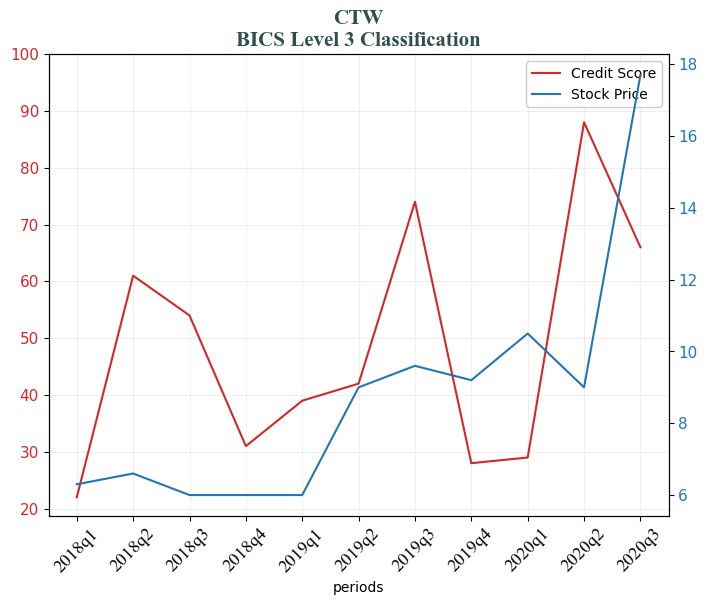 CTW
BICS Level 3 Classification
Credit Score
Stock Price
100
90
80
70
60
50
40
30
20
18
16
14
12
10
8
6
2018q1 2018q2 2018q3 2018q4 2019q1 2019q2 2019q3 2019q4 2020q1 2020q2 2020q3
periods